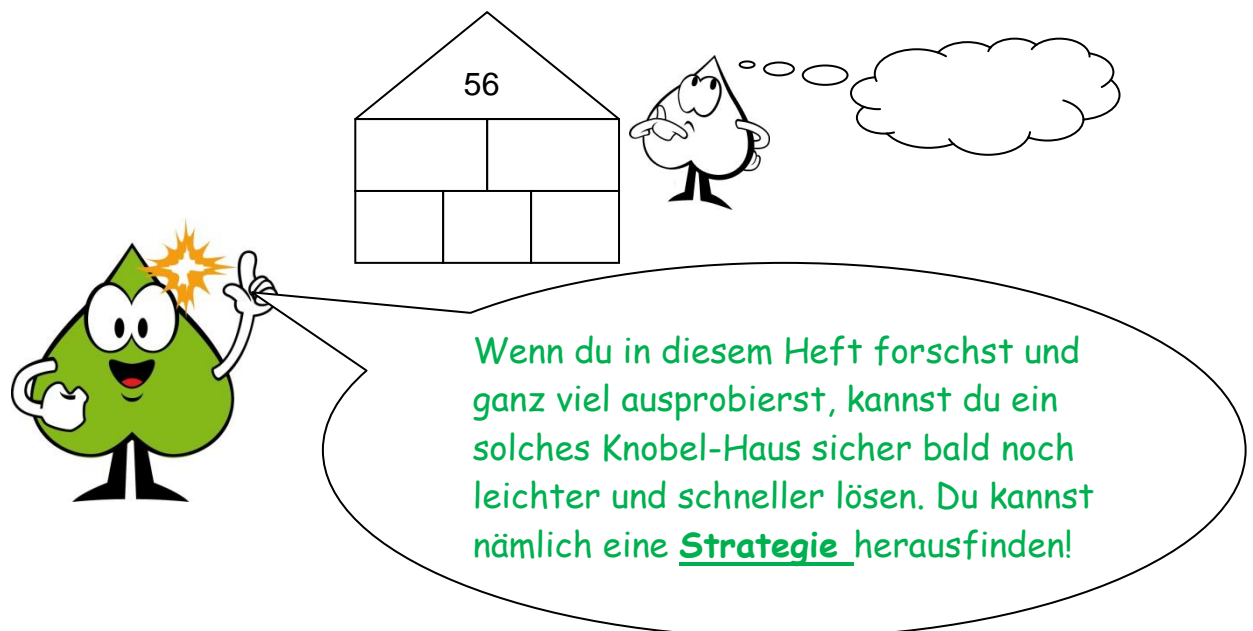 56
Wenn du in diesem Heft forschst und
ganz viel ausprobierst, kannst du ein
solches Knobel-Haus sicher bald noch
leichter und schneller lösen. Du kannst
nämlich eine Strategie herausfinden!